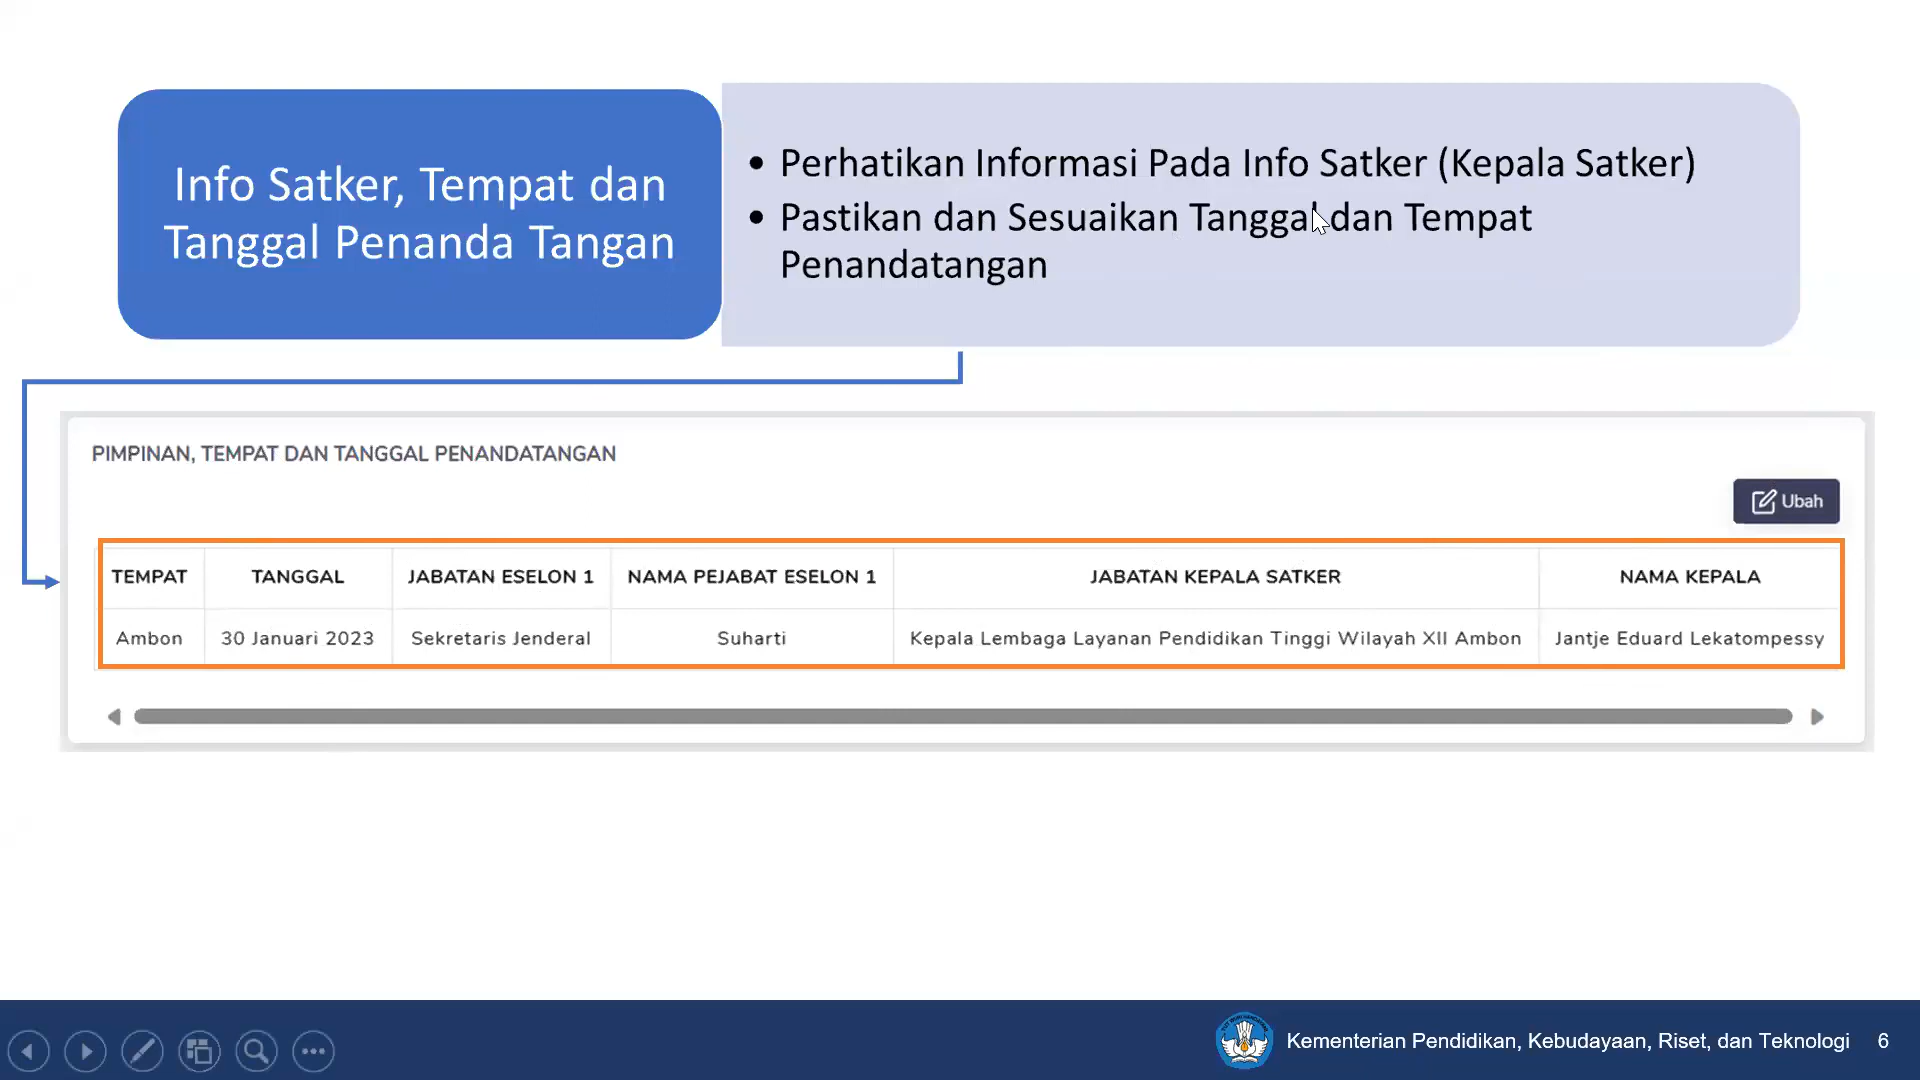 Info Satker, Tempat dan
Tanggal Penanda Tangan
• Perhatikan Informasi Pada Info Satker (Kepala Satker)
• Pastikan dan Sesuaikan Tanggal dan Tempat
Penandatangan
PIMPINAN, TEMPAT DAN TANGGAL PENANDATANGAN
Ubah
TEMPAT TANGGAL JABATAN ESELON 1 NAMA PEJABAT ESELON 1 JABATAN KEPALA SATKER NAMA KEPALA
Ambon 30 Januari 2023 Sekretaris Jenderal Suharti Kepala Lembaga Layanan Pendidikan Tinggi Wilayah XII Ambon Jantje Eduard Lekatompessy
Kementerian Pendidikan, Kebudayaan, Riset, dan Teknologi 6